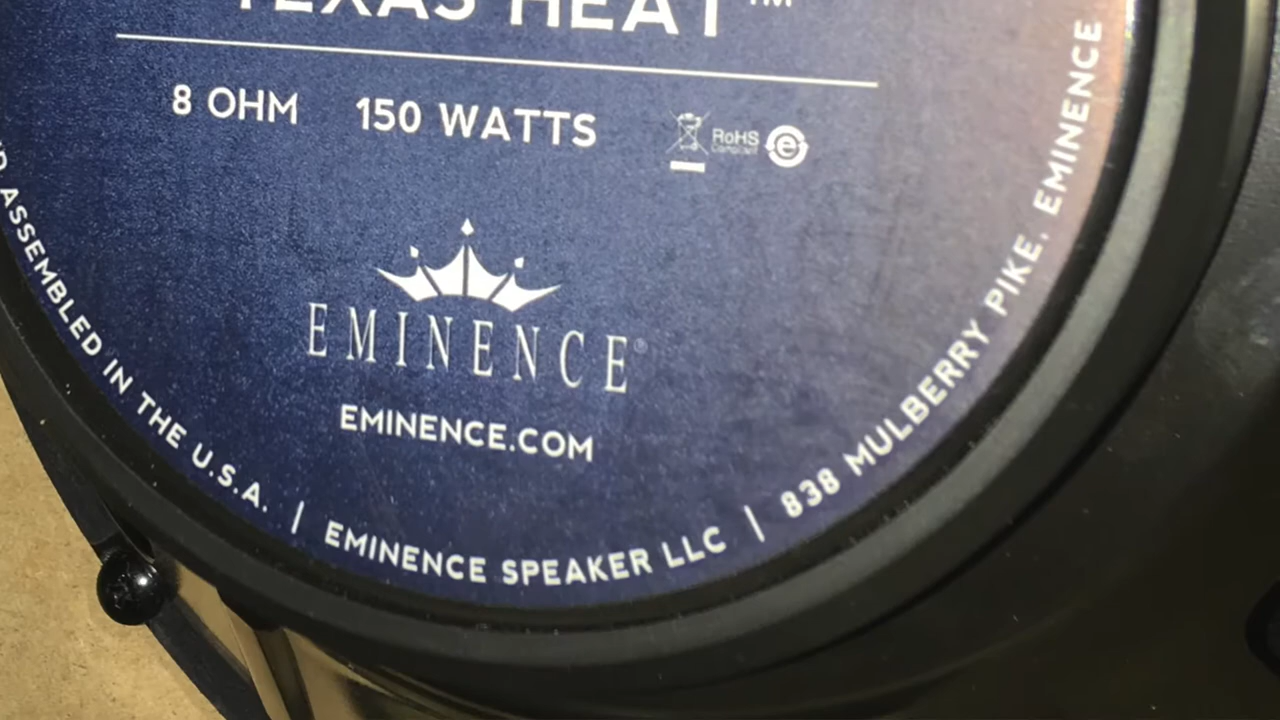 TEXAS HEAT™
8 OHM 150 WATTS
RoHS
Compliant
e
EMINENCE®
EMINENCE.COM
ASSEMBLED IN THE U.S.A. | EMINENCE SPEAKER LLC | 838 MULBERRY PIKE, EMINENCE